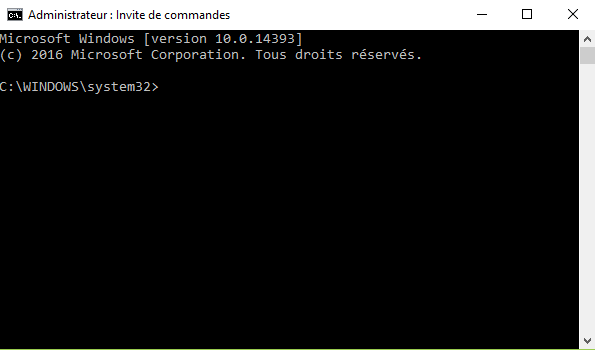 Administrateur : Invite de commandes
Microsoft Windows [version 10.0.14393]
(c) 2016 Microsoft Corporation. Tous droits réservés.
C:\WINDOWS\system32>